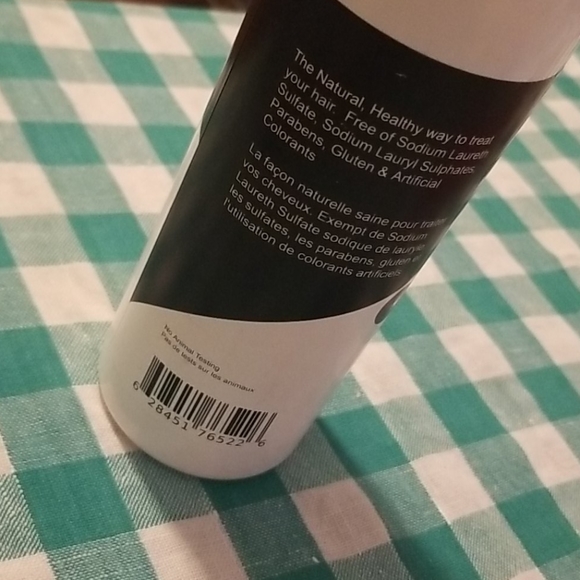 The Natural, Healthy way to treat
your hair. Free of Sodium Laureth
Sulfate, Sodium Lauryl Sulphates,
Parabens, Gluten & Artificial
Colorants
La façon naturelle saine pour traiter
vos cheveux. Exempt de Sodium
Laureth Sulfate sodique de lauryle,
les sulfates, les parabens, gluten et
l'utilisation de colorants artificiels.
No Animal Testing
Pas de tests sur les animaux
6 28451 76522 6